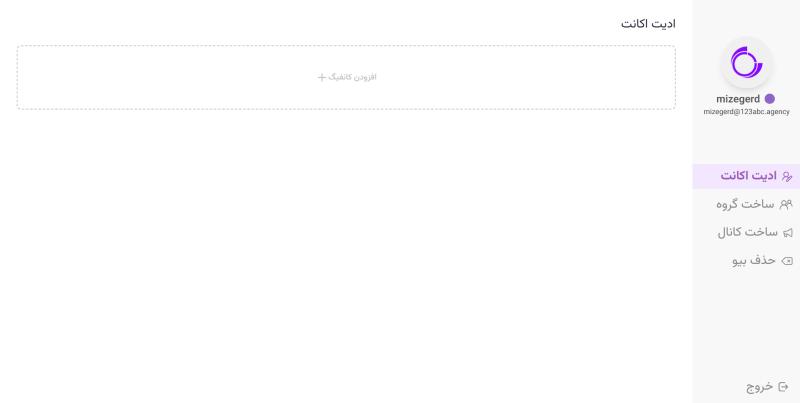 ادیت اکانت
افزودن کانفیگ
mizegerd
mizegerd@123abc.agency
ادیت اکانت
ساخت گروه
ساخت کانال
حذف بیو
خروج